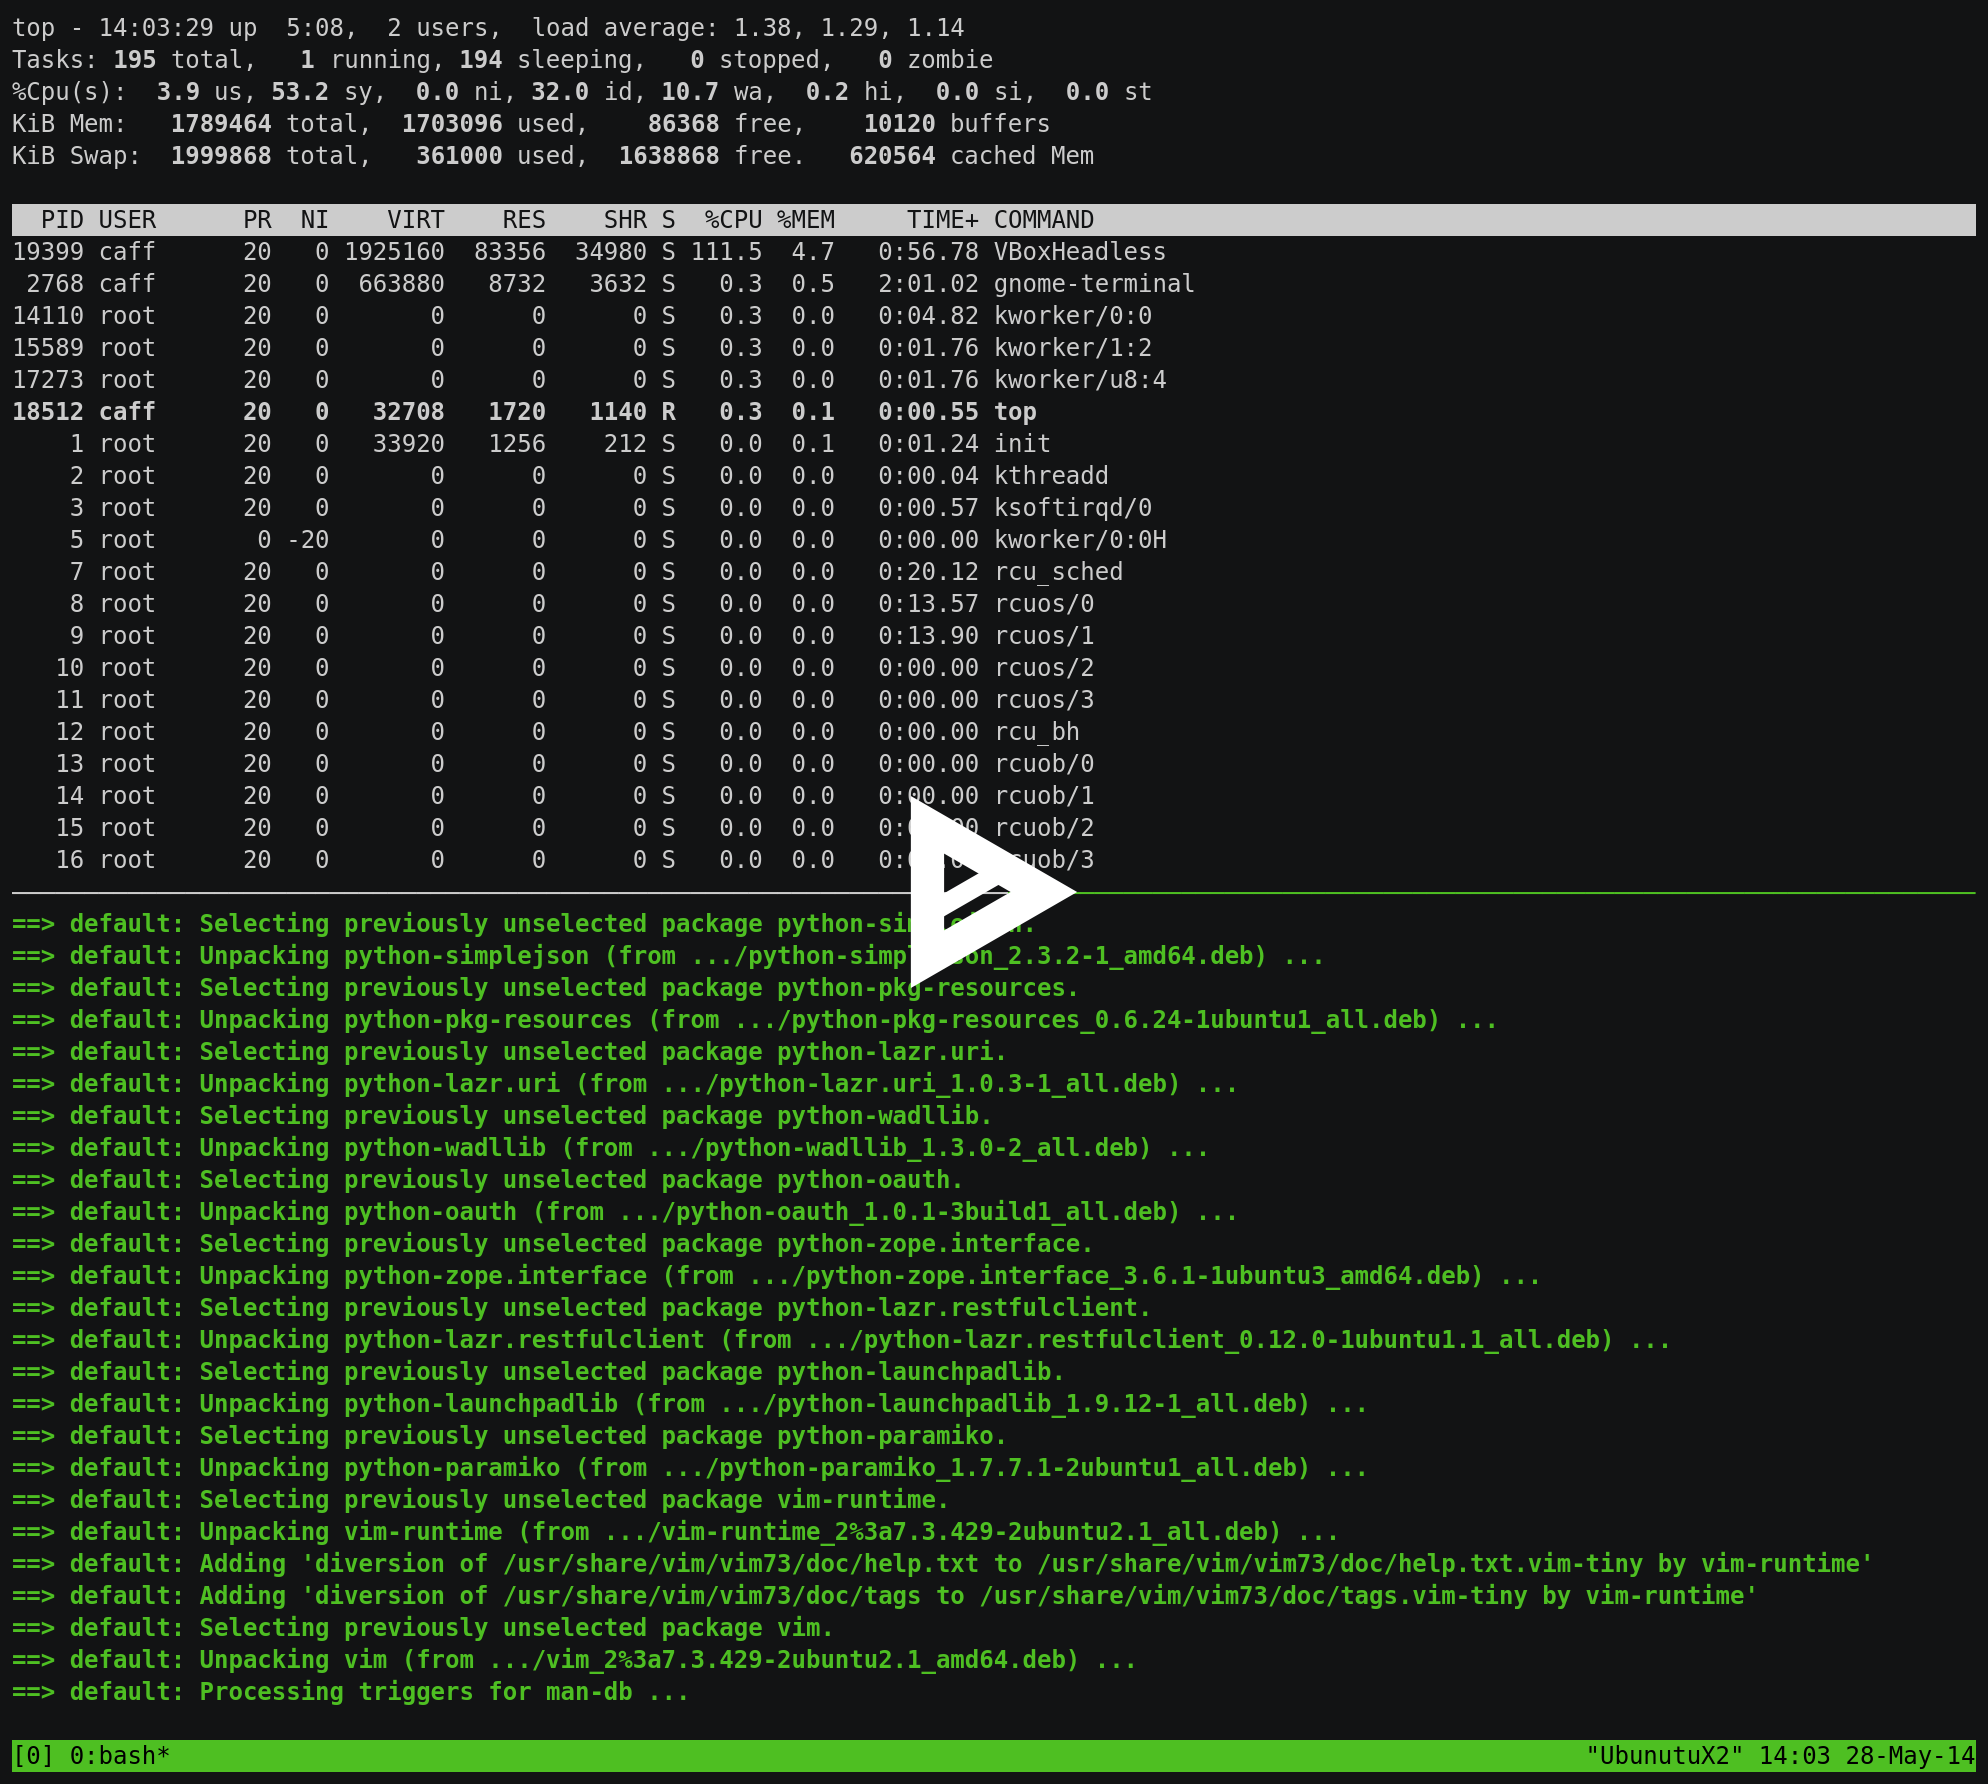 top - 14:03:29 up  5:08,  2 users,  load average: 1.38, 1.29, 1.14
Tasks: 195 total,   1 running, 194 sleeping,   0 stopped,   0 zombie
%Cpu(s):  3.9 us, 53.2 sy,  0.0 ni, 32.0 id, 10.7 wa,  0.2 hi,  0.0 si,  0.0 st
KiB Mem:   1789464 total,  1703096 used,    86368 free,    10120 buffers
KiB Swap:  1999868 total,   361000 used,  1638868 free.   620564 cached Mem
  PID USER      PR  NI    VIRT    RES    SHR S  %CPU %MEM     TIME+ COMMAND
19399 caff      20   0 1925160  83356  34980 S 111.5  4.7   0:56.78 VBoxHeadless
 2768 caff      20   0  663880   8732   3632 S   0.3  0.5   2:01.02 gnome-terminal
14110 root      20   0       0      0      0 S   0.3  0.0   0:04.82 kworker/0:0
15589 root      20   0       0      0      0 S   0.3  0.0   0:01.76 kworker/1:2
17273 root      20   0       0      0      0 S   0.3  0.0   0:01.76 kworker/u8:4
18512 caff      20   0   32708   1720   1140 R   0.3  0.1   0:00.55 top
    1 root      20   0   33920   1256    212 S   0.0  0.1   0:01.24 init
    2 root      20   0       0      0      0 S   0.0  0.0   0:00.04 kthreadd
    3 root      20   0       0      0      0 S   0.0  0.0   0:00.57 ksoftirqd/0
    5 root       0 -20       0      0      0 S   0.0  0.0   0:00.00 kworker/0:0H
    7 root      20   0       0      0      0 S   0.0  0.0   0:20.12 rcu_sched
    8 root      20   0       0      0      0 S   0.0  0.0   0:13.57 rcuos/0
    9 root      20   0       0      0      0 S   0.0  0.0   0:13.90 rcuos/1
   10 root      20   0       0      0      0 S   0.0  0.0   0:00.00 rcuos/2
   11 root      20   0       0      0      0 S   0.0  0.0   0:00.00 rcuos/3
   12 root      20   0       0      0      0 S   0.0  0.0   0:00.00 rcu_bh
   13 root      20   0       0      0      0 S   0.0  0.0   0:00.00 rcuob/0
   14 root      20   0       0      0      0 S   0.0  0.0   0:00.00 rcuob/1
   15 root      20   0       0      0      0 S   0.0  0.0   rcuob/2
   16 root      20   0       0      0      0 S   0.0  0.0
==> default: Selecting previously unselected package
==> default: Unpacking python-simplejson (from .../python-simplejson_2.3.2-1_amd64.deb) ...
==> default: Selecting previously unselected package python-pkg-resources.
==> default: Unpacking python-pkg-resources (from .../python-pkg-resources_0.6.24-1ubuntu1_all.deb) ...
==> default: Selecting previously unselected package python-lazr.uri.
==> default: Unpacking python-lazr.uri (from .../python-lazr.uri_1.0.3-1_all.deb) ...
==> default: Selecting previously unselected package python-wadllib.
==> default: Unpacking python-wadllib (from .../python-wadllib_1.3.0-2_all.deb) ...
==> default: Selecting previously unselected package python-oauth.
==> default: Unpacking python-oauth (from .../python-oauth_1.0.1-3build1_all.deb) ...
==> default: Selecting previously unselected package python-zope.interface.
==> default: Unpacking python-zope.interface (from .../python-zope.interface_3.6.1-1ubuntu3_amd64.deb) ...
==> default: Selecting previously unselected package python-lazr.restfulclient.
==> default: Unpacking python-lazr.restfulclient (from .../python-lazr.restfulclient_0.12.0-1ubuntu1.1_all.deb) ...
==> default: Selecting previously unselected package python-launchpadlib.
==> default: Unpacking python-launchpadlib (from .../python-launchpadlib_1.9.12-1_all.deb) ...
==> default: Selecting previously unselected package python-paramiko.
==> default: Unpacking python-paramiko (from .../python-paramiko_1.7.7.1-2ubuntu1_all.deb) ...
==> default: Selecting previously unselected package vim-runtime.
==> default: Unpacking vim-runtime (from .../vim-runtime_2%3a7.3.429-2ubuntu2.1_all.deb) ...
==> default: Adding 'diversion of /usr/share/vim/vim73/doc/help.txt to /usr/share/vim/vim73/doc/help.txt.vim-tiny by vim-runtime'
==> default: Adding 'diversion of /usr/share/vim/vim73/doc/tags to /usr/share/vim/vim73/doc/tags.vim-tiny by vim-runtime'
==> default: Selecting previously unselected package vim.
==> default: Unpacking vim (from .../vim_2%3a7.3.429-2ubuntu2.1_amd64.deb) ...
==> default: Processing triggers for man-db ...
[0] 0:bash* "UbunutuX2" 14:03 28-May-14